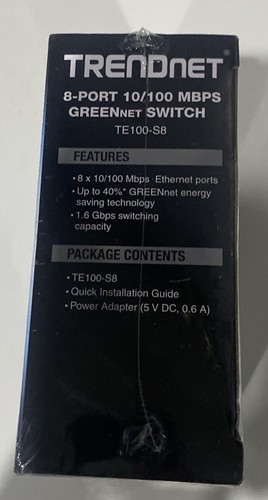 TRENDNET
8-PORT 10/100 MBPS
GREENNET SWITCH
TE100-S8
FEATURES
• 8 x 10/100 Mbps Ethernet ports
• Up to 40%* GREENnet energy
saving technology
• 1.6 Gbps switching
capacity
PACKAGE CONTENTS
• TE100-S8
• Quick Installation Guide
• Power Adapter (5 V DC, 0.6 A)